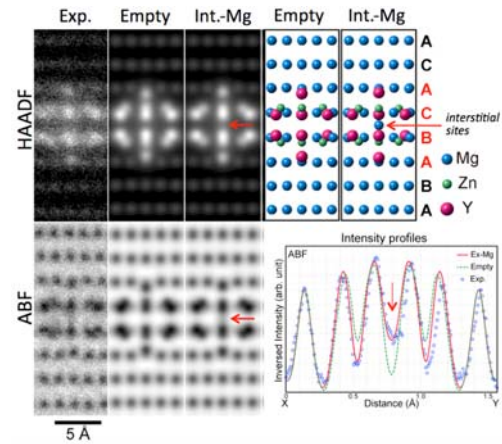 Exp. Empty Int.-Mg Empty Int.-Mg
HAADF
A
C
A
C
B
A
B
A
interstitial
sites
Mg
Zn
Y
ABF
5 Å
Intensity profiles
ABF
Ex-Mg
Empty
Exp.
Inversed Intensity (arb. unit)
X 0.5 1.0 1.5 Y
Distance (Å)